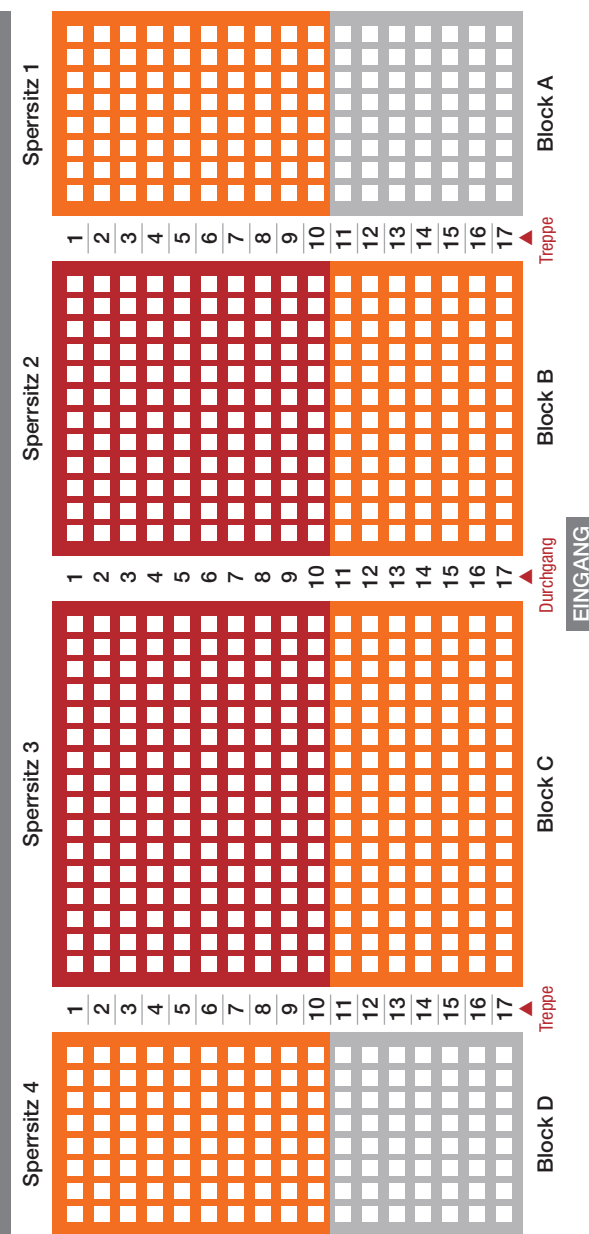 Sperrsitz 1
Sperrsitz 2
Sperrsitz 3
Sperrsitz 4
1 2 3 4 5 6 7 8 9 10 11 12 13 14 15 16 17
1 2 3 4 5 6 7 8 9 10 11 12 13 14 15 16 17
1 2 3 4 5 6 7 8 9 10 11 12 13 14 15 16 17
Block A
Block B
Block C
Block D
Treppe
Durchgang
Treppe
EINGANG